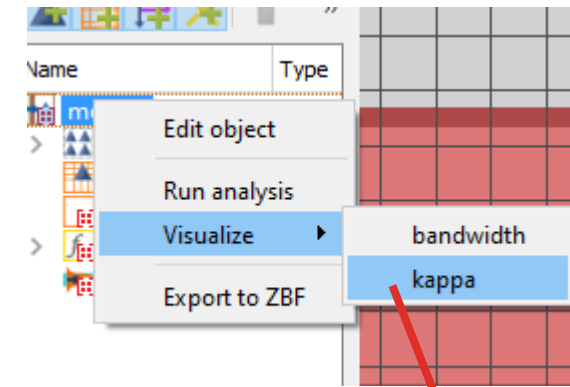 Name Type
Edit object
Run analysis
Visualize
bandwidth
kappa
Export to ZBF